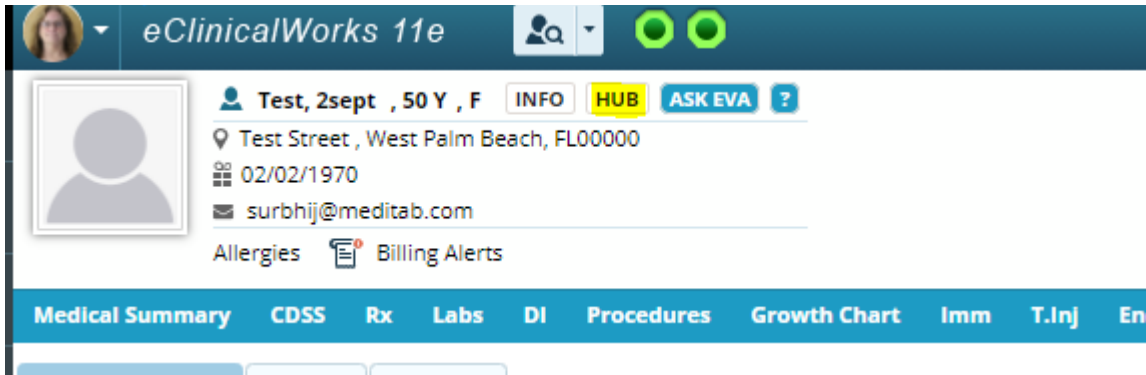 eClinicalWorks 11e
Test, 2sept , 50 Y , F INFO HUB ASK EVA ?
Test Street , West Palm Beach, FL00000
02/02/1970
surbhij@meditab.com
Allergies Billing Alerts
Medical Summary CDSS Rx Labs DI Procedures Growth Chart Imm T.Inj En